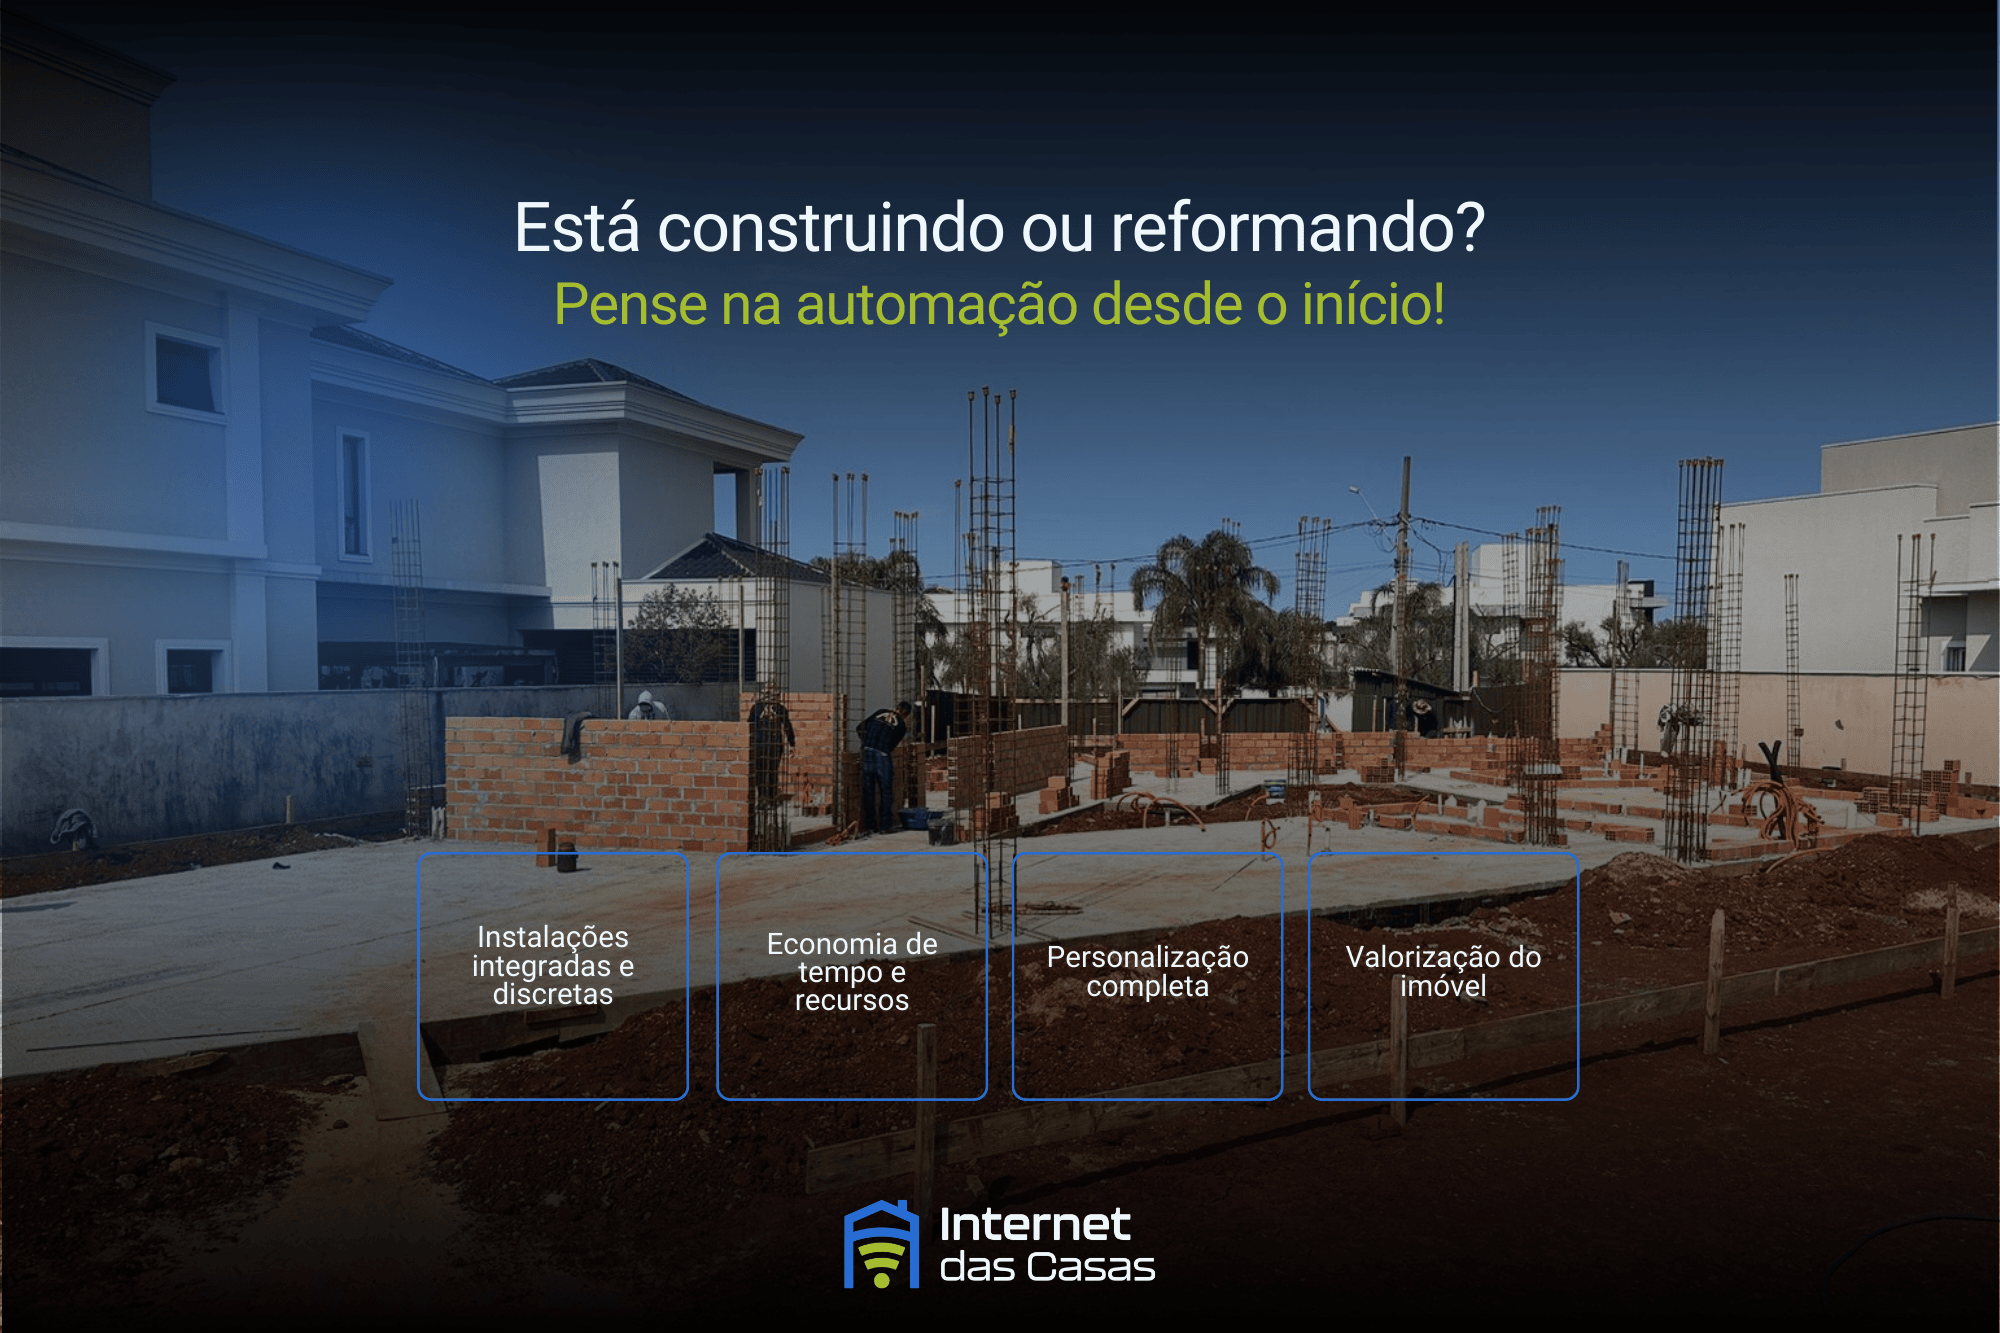 Está construindo ou reformando?
Pense na automação desde o início!
Instalações
integradas e
discretas
Economia de
tempo e
recursos
Personalização
completa
Valorização do
imóvel
Internet
das Casas